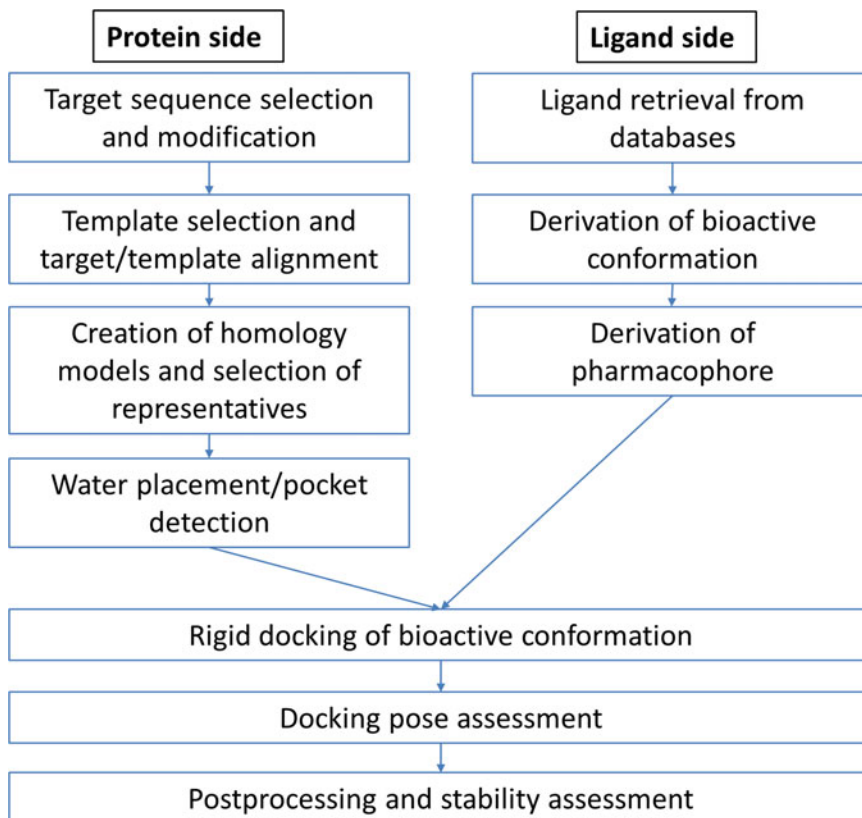 Protein side
Target sequence selection
and modification
Template selection and
target/template alignment
Creation of homology
models and selection of
representatives
Water placement/pocket
detection
Ligand side
Ligand retrieval from
databases
Derivation of bioactive
conformation
Derivation of
pharmacophore
Rigid docking of bioactive conformation
Docking pose assessment
Postprocessing and stability assessment